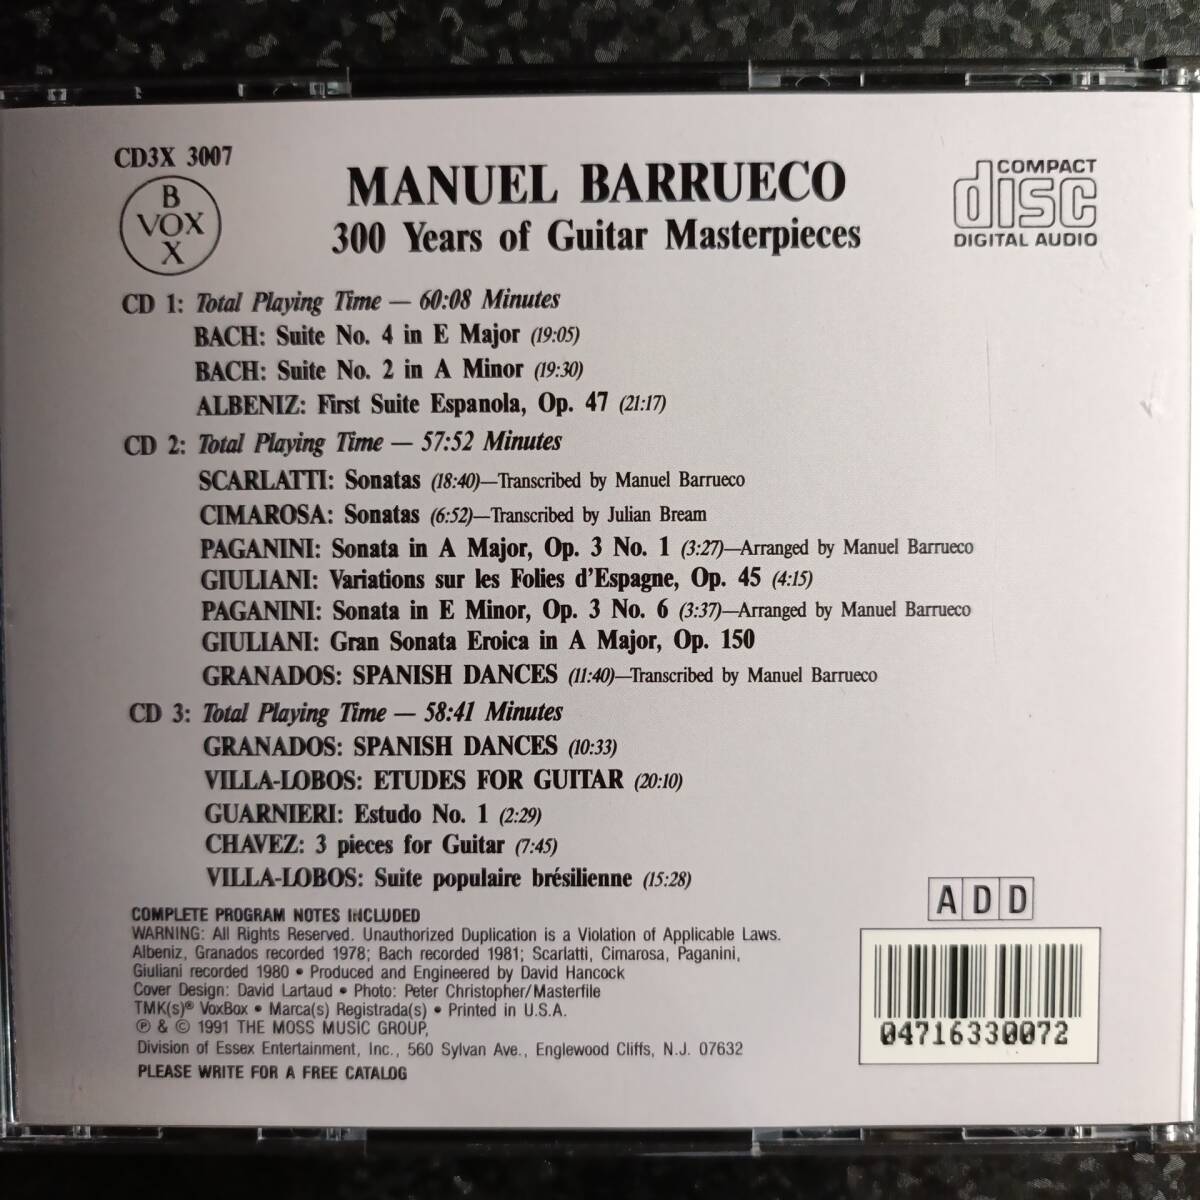 CD3X 3007
B
VOX
X
MANUEL BARRUECO
300 Years of Guitar Masterpieces
COMPACT
disc
DIGITAL AUDIO
CD 1: Total Playing Time — 60:08 Minutes
BACH: Suite No. 4 in E Major (19:05)
BACH: Suite No. 2 in A Minor (19:30)
ALBENIZ: First Suite Espanola, Op. 47 (21:17)
CD 2: Total Playing Time — 57:52 Minutes
SCARLATTI: Sonatas (18:40)—Transcribed by Manuel Barrueco
CIMAROSA: Sonatas (6:52)—Transcribed by Julian Bream
PAGANINI: Sonata in A Major, Op. 3 No. 1 (3:27)—Arranged by Manuel Barrueco
GIULIANI: Variations sur les Folies d'Espagne, Op. 45 (4:15)
PAGANINI: Sonata in E Minor, Op. 3 No. 6 (3:37)—Arranged by Manuel Barrueco
GIULIANI: Gran Sonata Eroica in A Major, Op. 150
GRANADOS: SPANISH DANCES (11:40)—Transcribed by Manuel Barrueco
CD 3: Total Playing Time — 58:41 Minutes
GRANADOS: SPANISH DANCES (10:33)
VILLA-LOBOS: ETUDES FOR GUITAR (20:10)
GUARNIERI: Estudo No. 1 (2:29)
CHAVEZ: 3 pieces for Guitar (7:45)
VILLA-LOBOS: Suite populaire brésilienne (15:28)
COMPLETE PROGRAM NOTES INCLUDED
WARNING: All Rights Reserved. Unauthorized Duplication is a Violation of Applicable Laws.
Albeniz, Granados recorded 1978; Bach recorded 1981; Scarlatti, Cimarosa, Paganini,
Giuliani recorded 1980 • Produced and Engineered by David Hancock
Cover Design: David Lartaud • Photo: Peter Christopher/Masterfile
TMK(s)® VoxBox • Marca(s) Registrada(s) • Printed in U.S.A.
℗ & © 1991 THE MOSS MUSIC GROUP,
Division of Essex Entertainment, Inc., 560 Sylvan Ave., Englewood Cliffs, N.J. 07632
PLEASE WRITE FOR A FREE CATALOG
ADD
04716330072